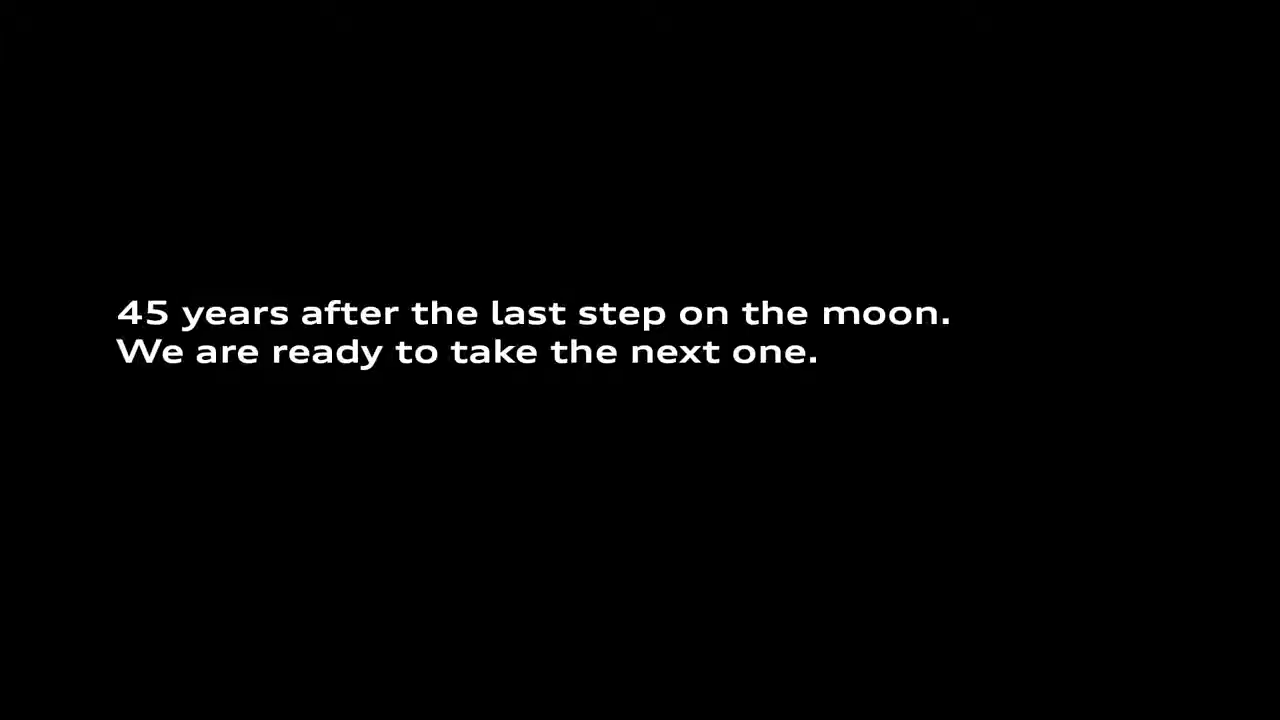 45 years after the last step on the moon.
We are ready to take the next one.